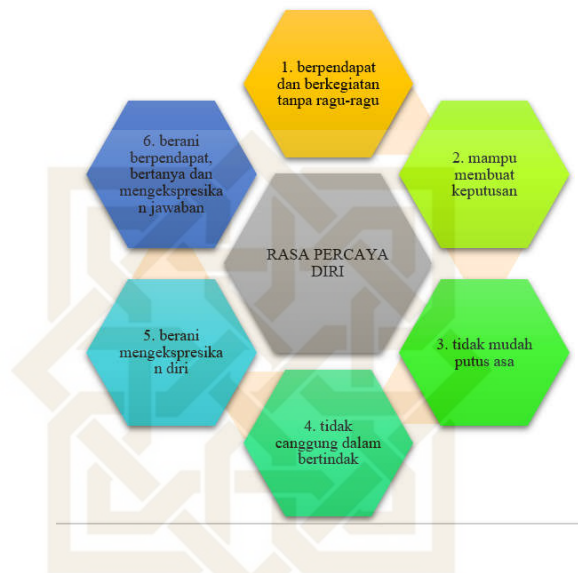 1. berpendapat
dan berkegiatan
tanpa ragu-ragu
2. mampu
membuat
keputusan
3. tidak mudah
putus asa
4. tidak
canggung dalam
bertindak
5. berani
mengekspresika
n diri
6. berani
berpendapat,
bertanya dan
mengekspresika
n jawaban
RASA PERCAYA
DIRI